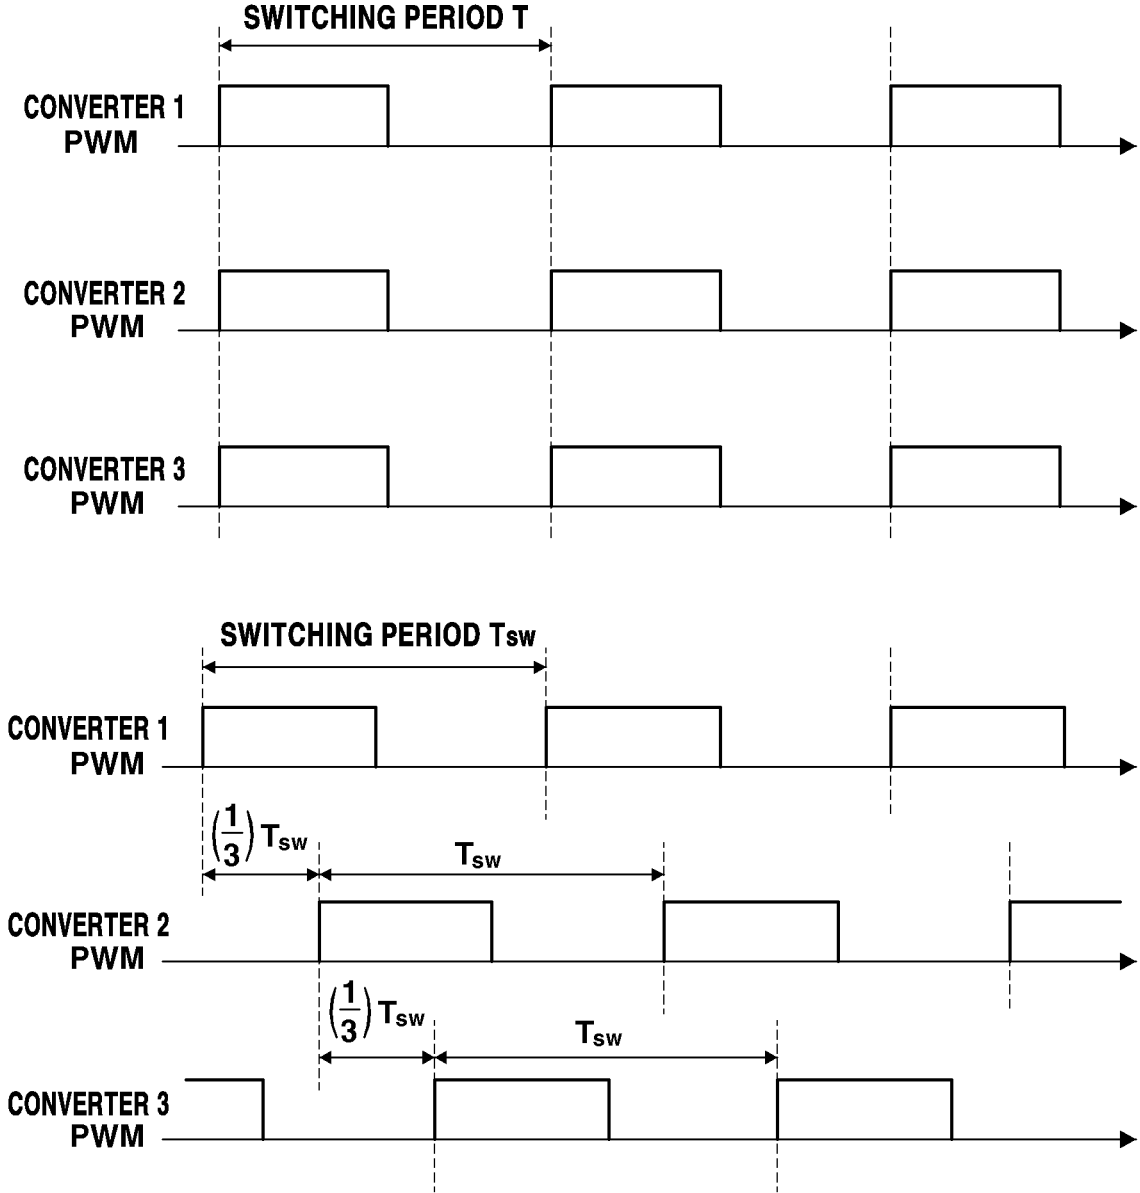 SWITCHING PERIOD T
CONVERTER 1
PWM
CONVERTER 2
PWM
CONVERTER 3
PWM
SWITCHING PERIOD Tsw
CONVERTER 1
PWM
(1/3) Tsw
Tsw
CONVERTER 2
PWM
(1/3) Tsw
Tsw
CONVERTER 3
PWM